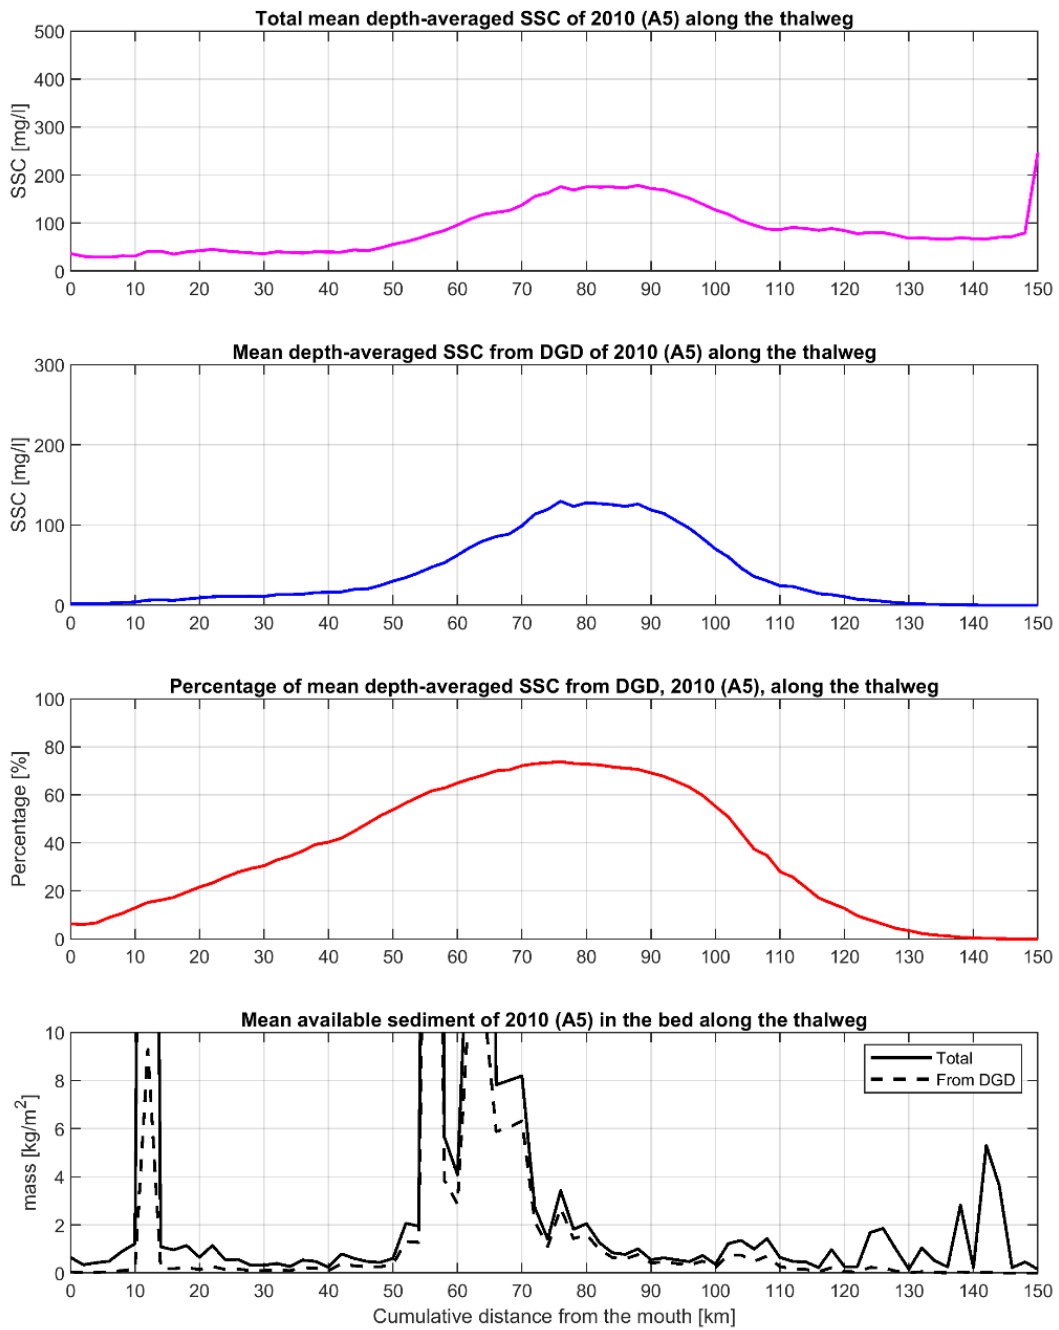 Total mean depth-averaged SSC of 2010 (A5) along the thalweg
500
400
300
200
100
0
SSC [mg/l]
0 10 20 30 40 50 60 70 80 90 100 110 120 130 140 150
Mean depth-averaged SSC from DGD of 2010 (A5) along the thalweg
300
200
100
0
SSC [mg/l]
0 10 20 30 40 50 60 70 80 90 100 110 120 130 140 150
Percentage of mean depth-averaged SSC from DGD, 2010 (A5), along the thalweg
100
80
60
40
20
0
Percentage [%]
0 10 20 30 40 50 60 70 80 90 100 110 120 130 140 150
Mean available sediment of 2010 (A5) in the bed along the thalweg
10
8
6
4
2
0
mass [kg/m²]
Total
From DGD
0 10 20 30 40 50 60 70 80 90 100 110 120 130 140 150
Cumulative distance from the mouth [km]